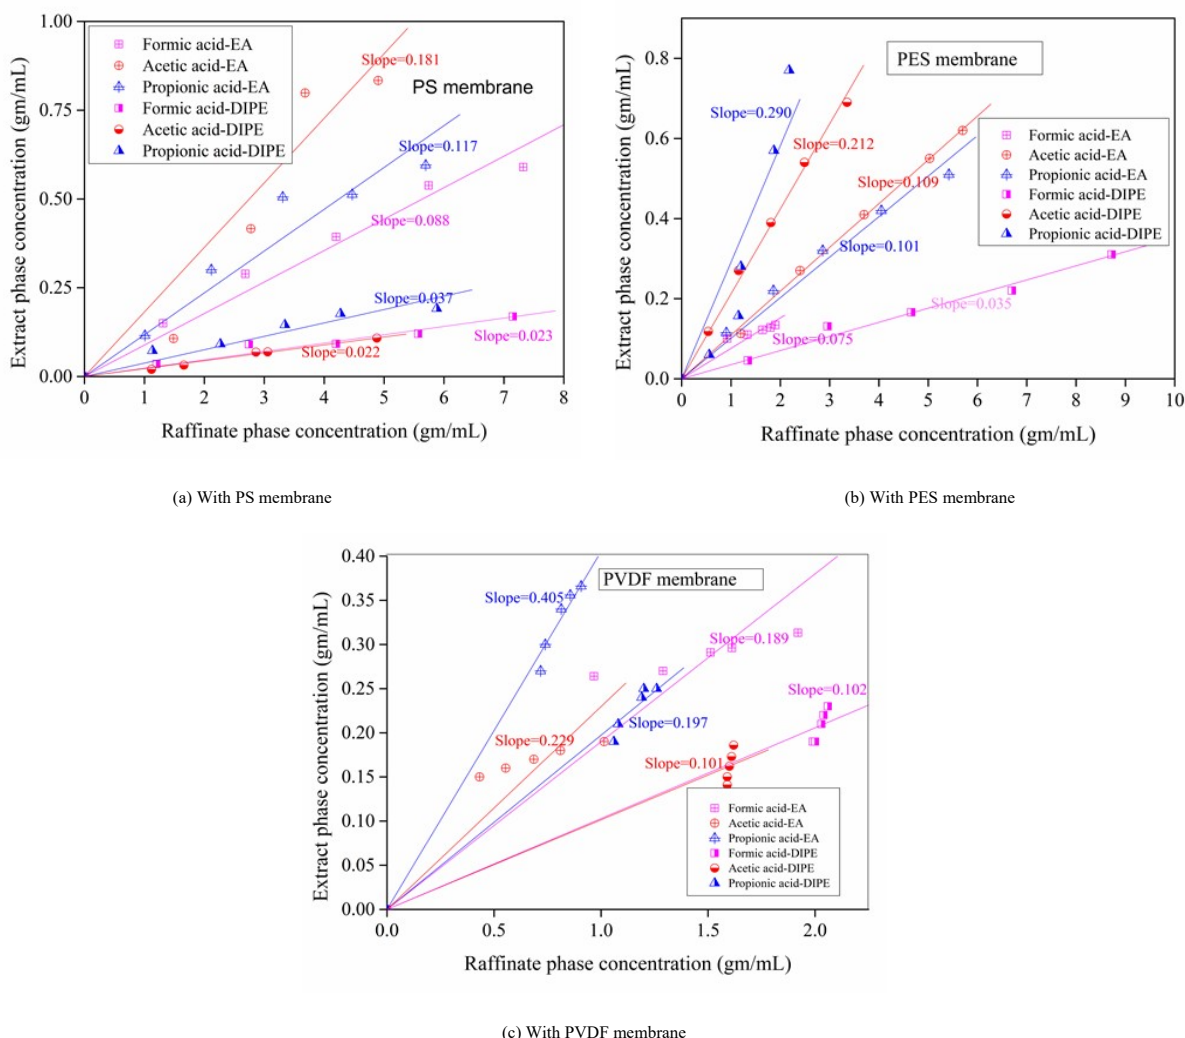 Extract phase concentration (gm/mL)
1.00
0.75
0.50
0.25
0.00
Formic acid-EA
Acetic acid-EA
Propionic acid-EA
Formic acid-DIPE
Acetic acid-DIPE
Propionic acid-DIPE
Slope=0.181
PS membrane
Slope=0.117
Slope=0.088
Slope=0.037
Slope=0.023
Slope=0.022
0 1 2 3 4 5 6 7 8
Raffinate phase concentration (gm/mL)
Extract phase concentration (gm/mL)
0.8
0.6
0.4
0.2
0.0
PES membrane
Slope=0.290
Slope=0.212
Slope=0.109
Slope=0.101
Slope=0.035
Slope=0.075
Formic acid-EA
Acetic acid-EA
Propionic acid-EA
Formic acid-DIPE
Acetic acid-DIPE
Propionic acid-DIPE
0 1 2 3 4 5 6 7 8 9 10
Raffinate phase concentration (gm/mL)
(a) With PS membrane
(b) With PES membrane
Extract phase concentration (gm/mL)
0.40
0.35
0.30
0.25
0.20
0.15
0.10
0.05
0.00
PVDF membrane
Slope=0.405
Slope=0.189
Slope=0.102
Slope=0.197
Slope=0.229
Slope=0.101
Formic acid-EA
Acetic acid-EA
Propionic acid-EA
Formic acid-DIPE
Acetic acid-DIPE
Propionic acid-DIPE
0.0 0.5 1.0 1.5 2.0
Raffinate phase concentration (gm/mL)
(c) With PVDF membrane